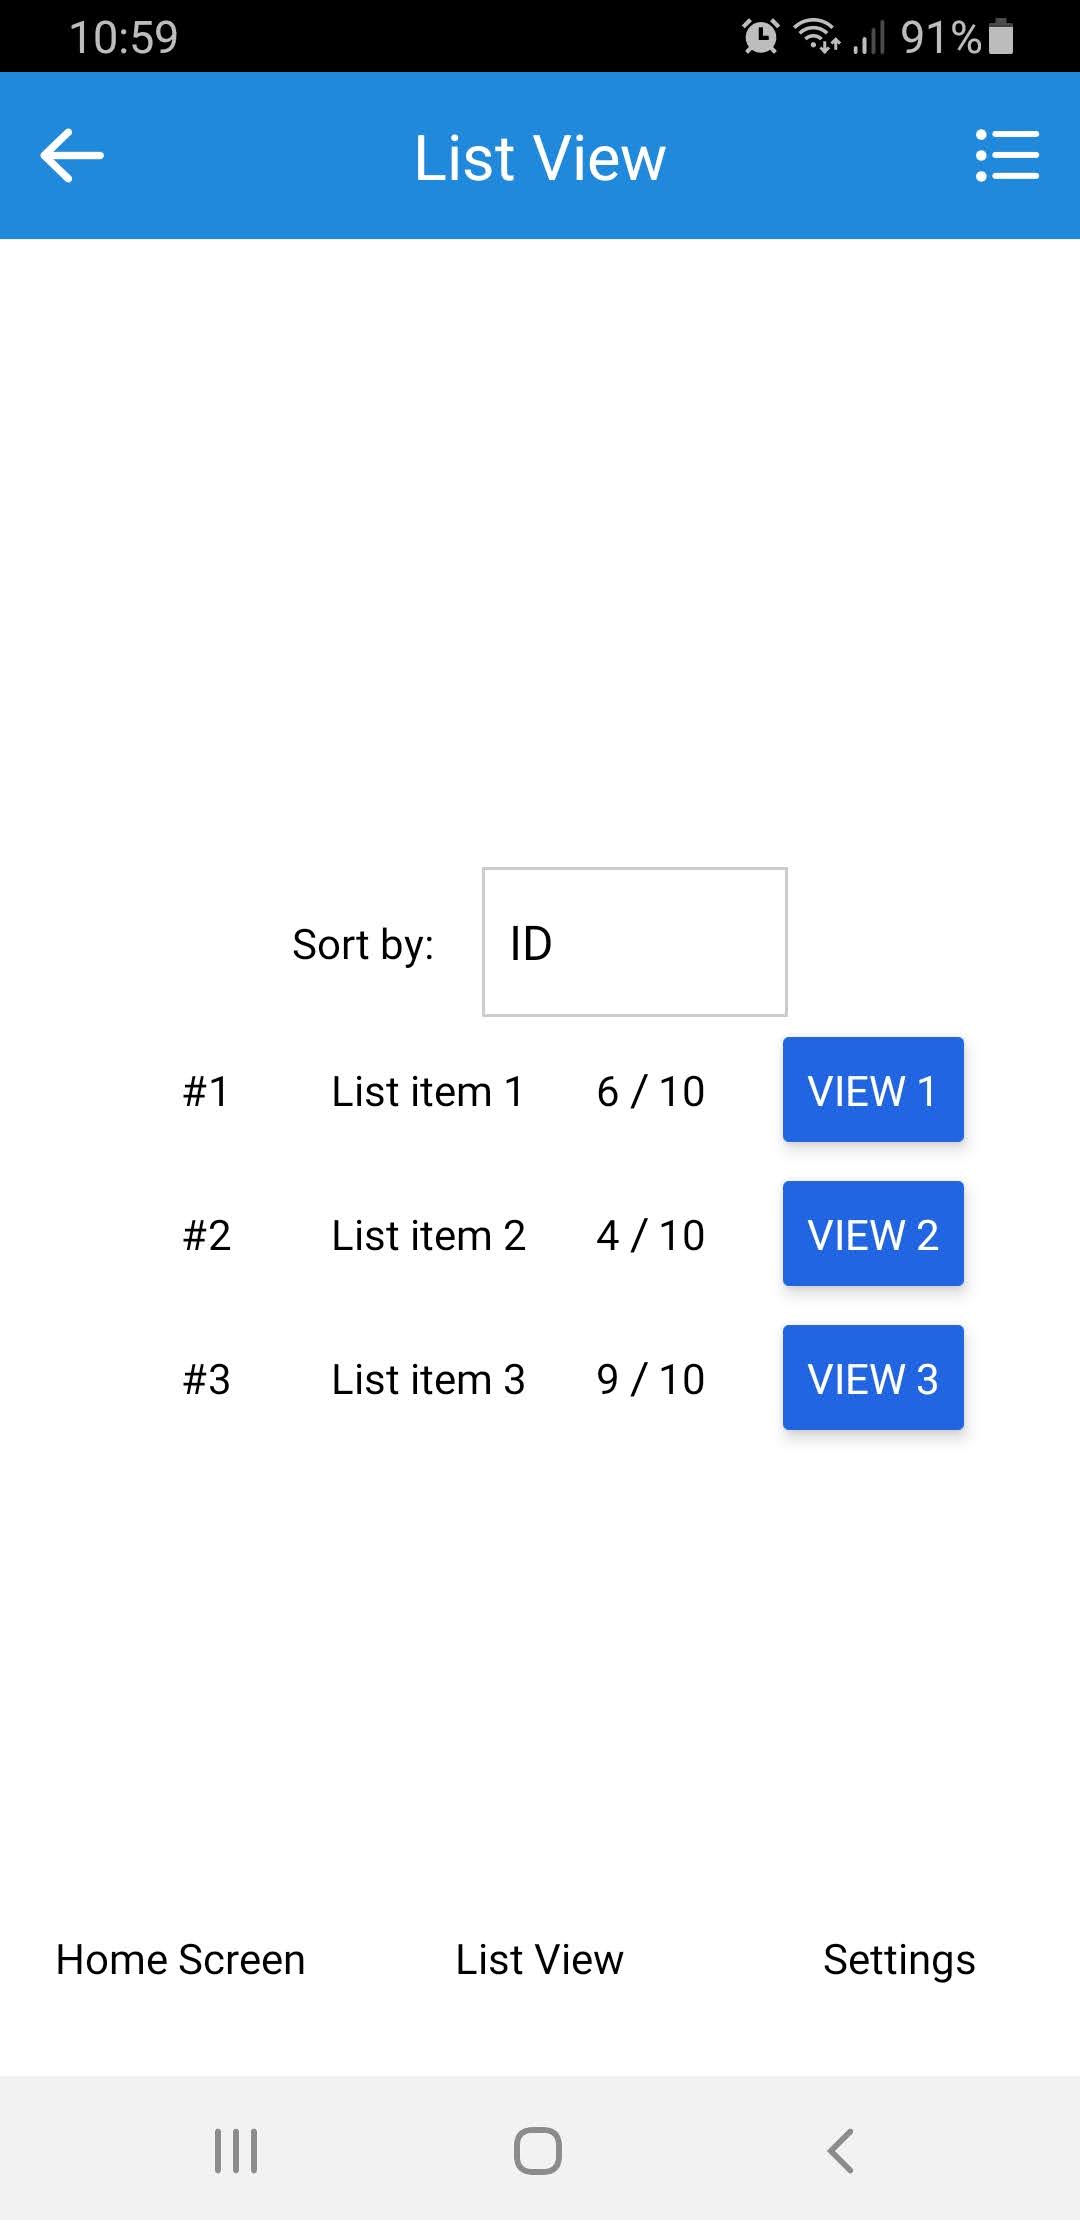 10:59 91%
List View
Sort by: ID
#1 List item 1 6 / 10 VIEW 1
#2 List item 2 4 / 10 VIEW 2
#3 List item 3 9 / 10 VIEW 3
Home Screen List View Settings